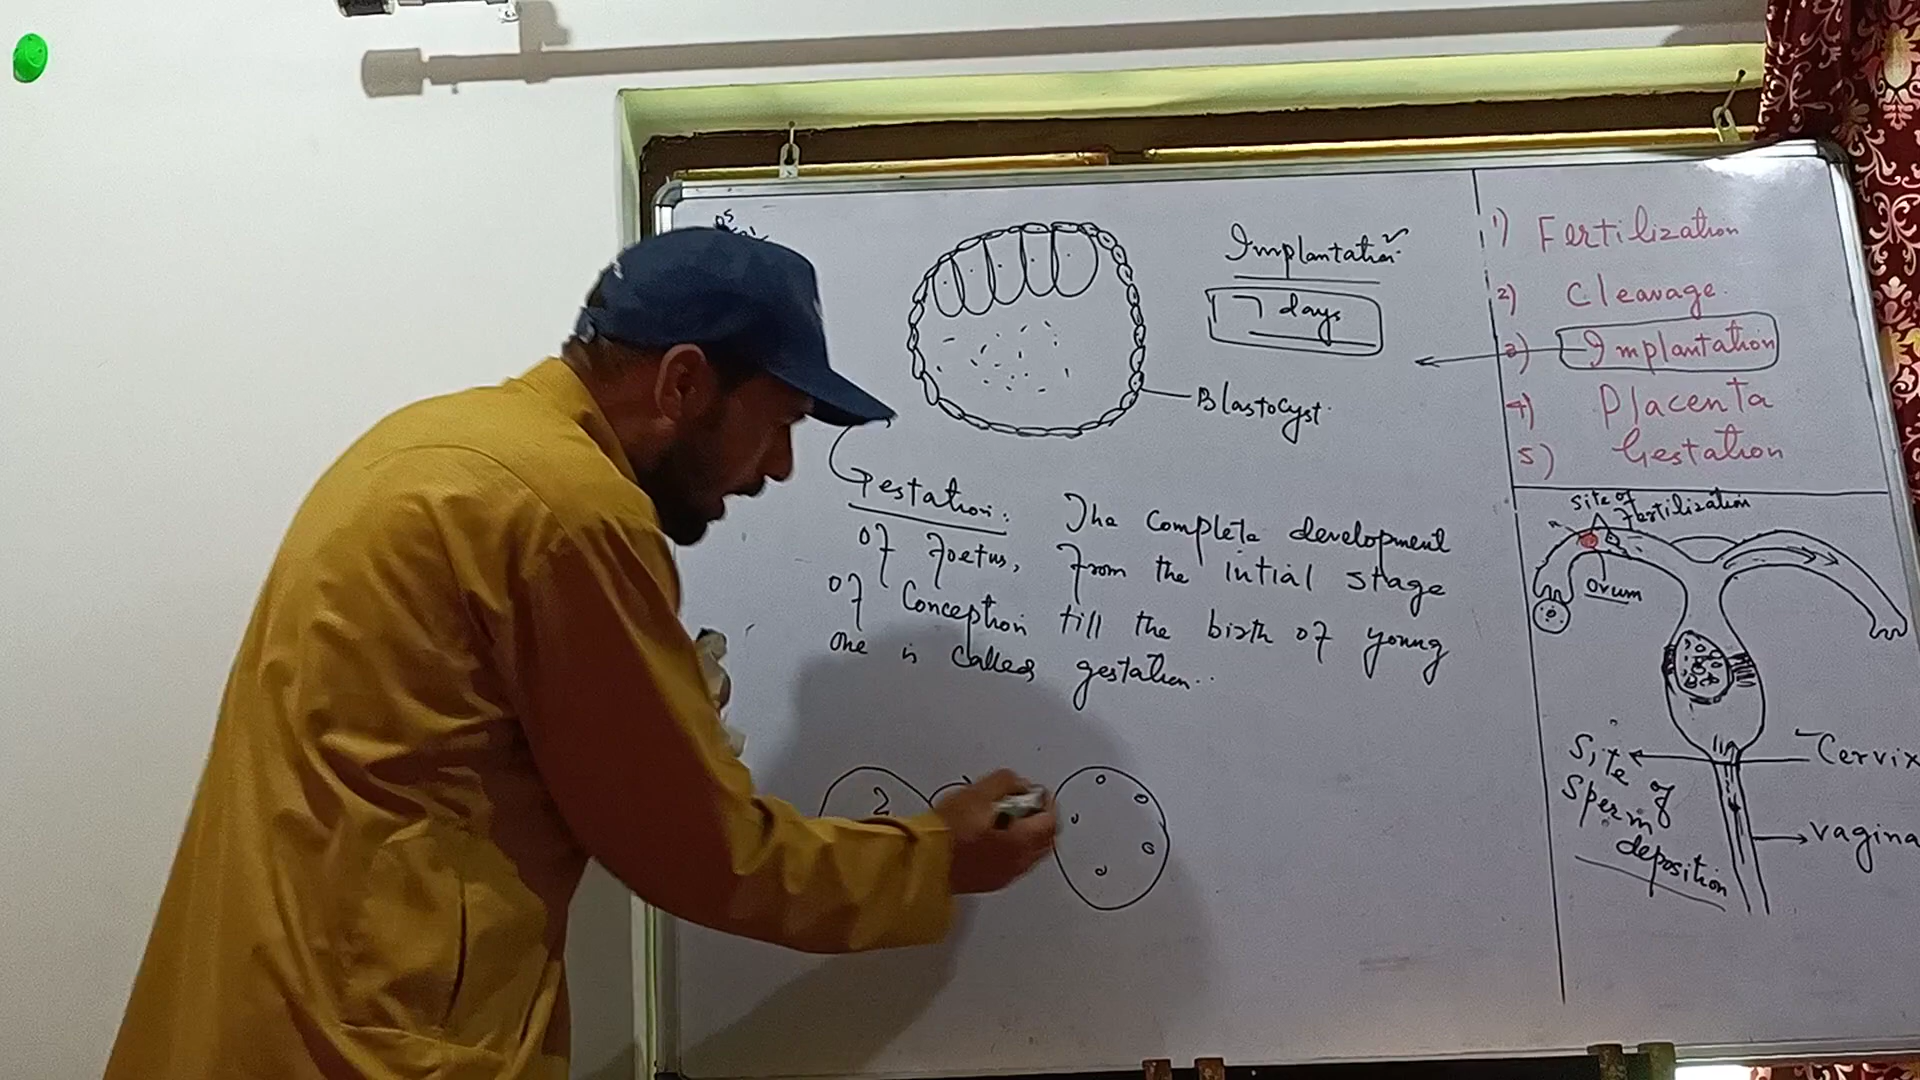 Implantation
7 days
Blastocyst.
Gestation: The Complete development
of foetus, from the intial stage
of Conception till the birth of young
one is called gestation..
2
1) Fertilization
2) Cleavage.
3) Implantation
4) Placenta
5) Gestation
Site of
Fertilization
Ovum
Cervix
Site of
Sperm
deposition
vagina